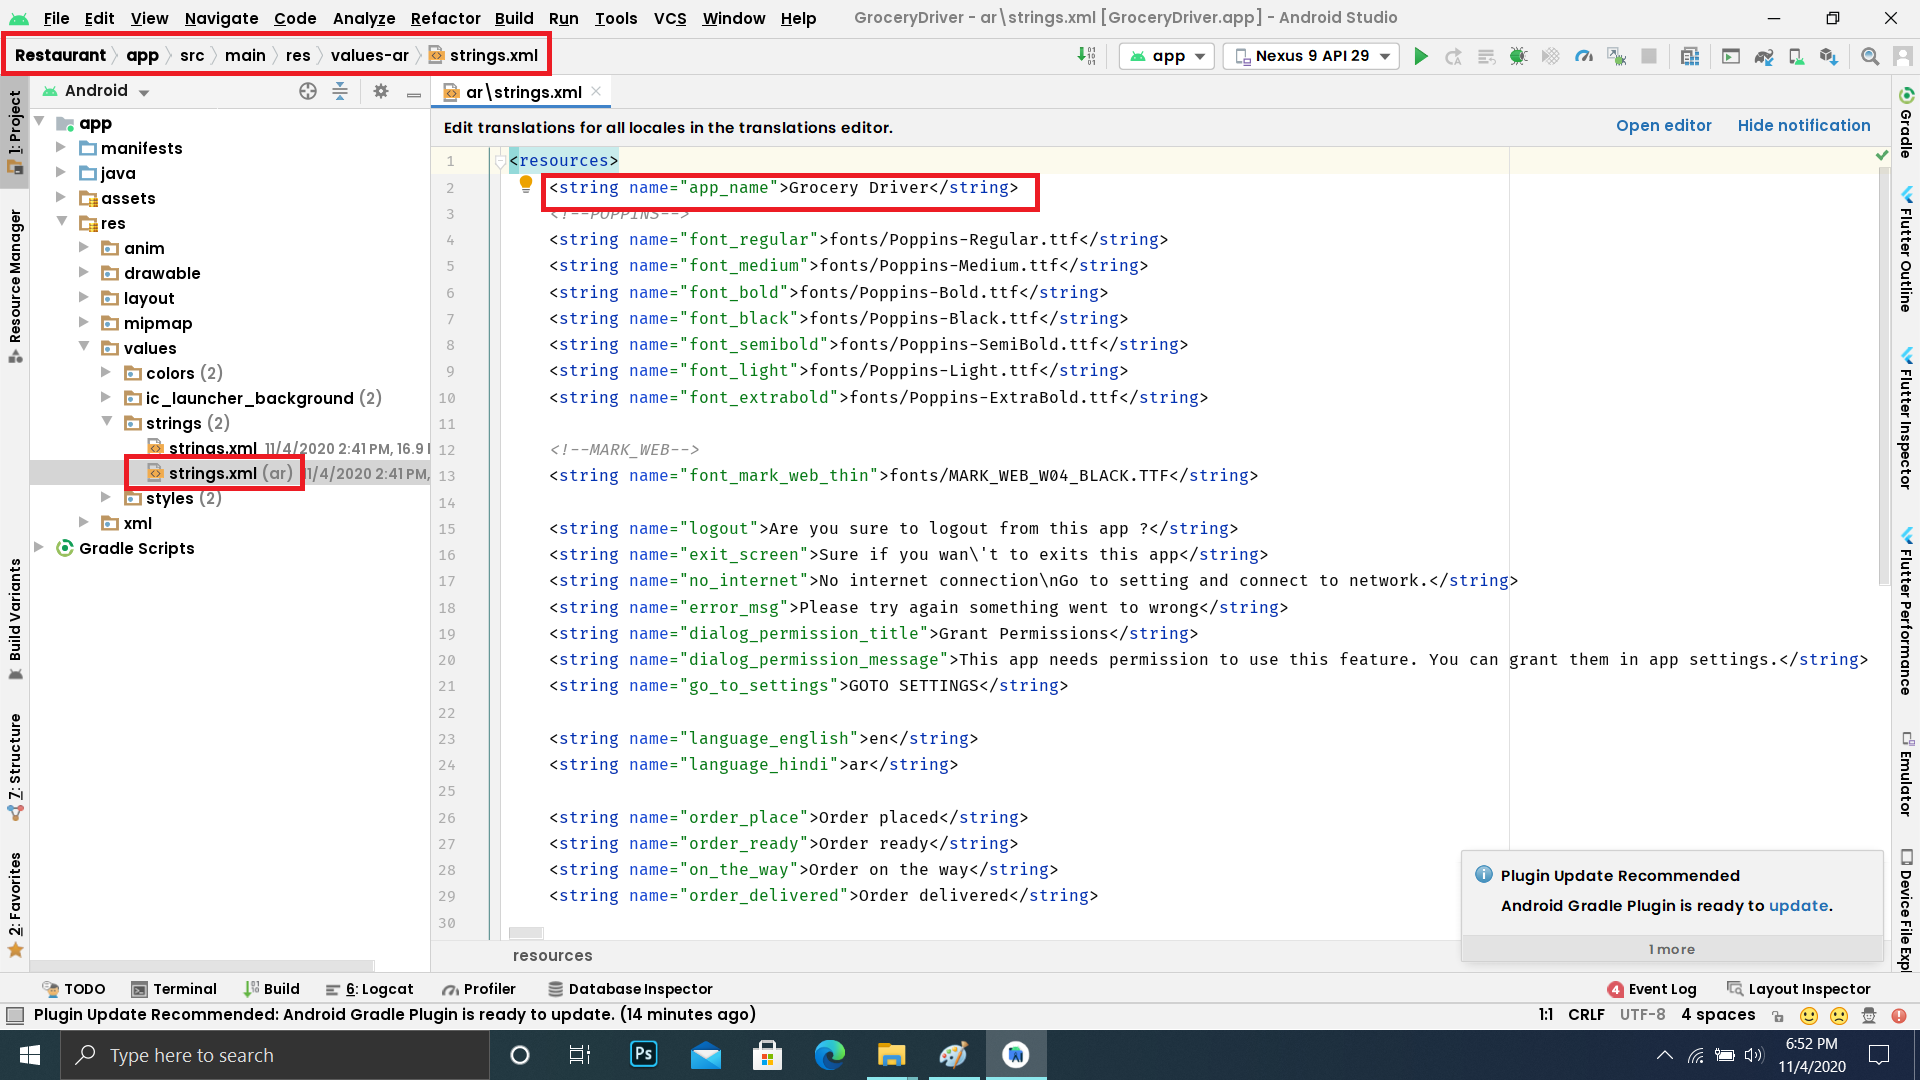 File Edit View Navigate Code Analyze Refactor Build Run Tools VCS Window Help GroceryDriver - ar\strings.xml [GroceryDriver.app] - Android Studio
Restaurant app src main res values-ar strings.xml app Nexus 9 API 29
1: Project
Resource Manager
Build Variants
7: Structure
2: Favorites
Android
app
manifests
java
assets
res
anim
drawable
layout
mipmap
values
colors (2)
ic_launcher_background (2)
strings (2)
strings.xml 11/4/2020 2:41 PM, 16.9
strings.xml (ar) 11/4/2020 2:41 PM,
styles (2)
xml
Gradle Scripts
ar\strings.xml
Edit translations for all locales in the translations editor. Open editor Hide notification
1 <resources>
2 <string name="app_name">Grocery Driver</string>
3 <!--POPPINS-->
4 <string name="font_regular">fonts/Poppins-Regular.ttf</string>
5 <string name="font_medium">fonts/Poppins-Medium.ttf</string>
6 <string name="font_bold">fonts/Poppins-Bold.ttf</string>
7 <string name="font_black">fonts/Poppins-Black.ttf</string>
8 <string name="font_semibold">fonts/Poppins-SemiBold.ttf</string>
9 <string name="font_light">fonts/Poppins-Light.ttf</string>
10 <string name="font_extrabold">fonts/Poppins-ExtraBold.ttf</string>
11
12 <!--MARK_WEB-->
13 <string name="font_mark_web_thin">fonts/MARK_WEB_W04_BLACK.TTF</string>
14
15 <string name="logout">Are you sure to logout from this app ?</string>
16 <string name="exit_screen">Sure if you wan\'t to exits this app</string>
17 <string name="no_internet">No internet connection\nGo to setting and connect to network.</string>
18 <string name="error_msg">Please try again something went to wrong</string>
19 <string name="dialog_permission_title">Grant Permissions</string>
20 <string name="dialog_permission_message">This app needs permission to use this feature. You can grant them in app settings.</string>
21 <string name="go_to_settings">GOTO SETTINGS</string>
22
23 <string name="language_english">en</string>
24 <string name="language_hindi">ar</string>
25
26 <string name="order_place">Order placed</string>
27 <string name="order_ready">Order ready</string>
28 <string name="on_the_way">Order on the way</string>
29 <string name="order_delivered">Order delivered</string>
30
resources
Plugin Update Recommended
Android Gradle Plugin is ready to update.
1 more
Gradle
Flutter Outline
Flutter Inspector
Flutter Performance
Emulator
Device File Expl
TODO Terminal Build 6: Logcat Profiler Database Inspector 4 Event Log Layout Inspector
Plugin Update Recommended: Android Gradle Plugin is ready to update. (14 minutes ago) 1:1 CRLF UTF-8 4 spaces
Type here to search Ps 6:52 PM
11/4/2020